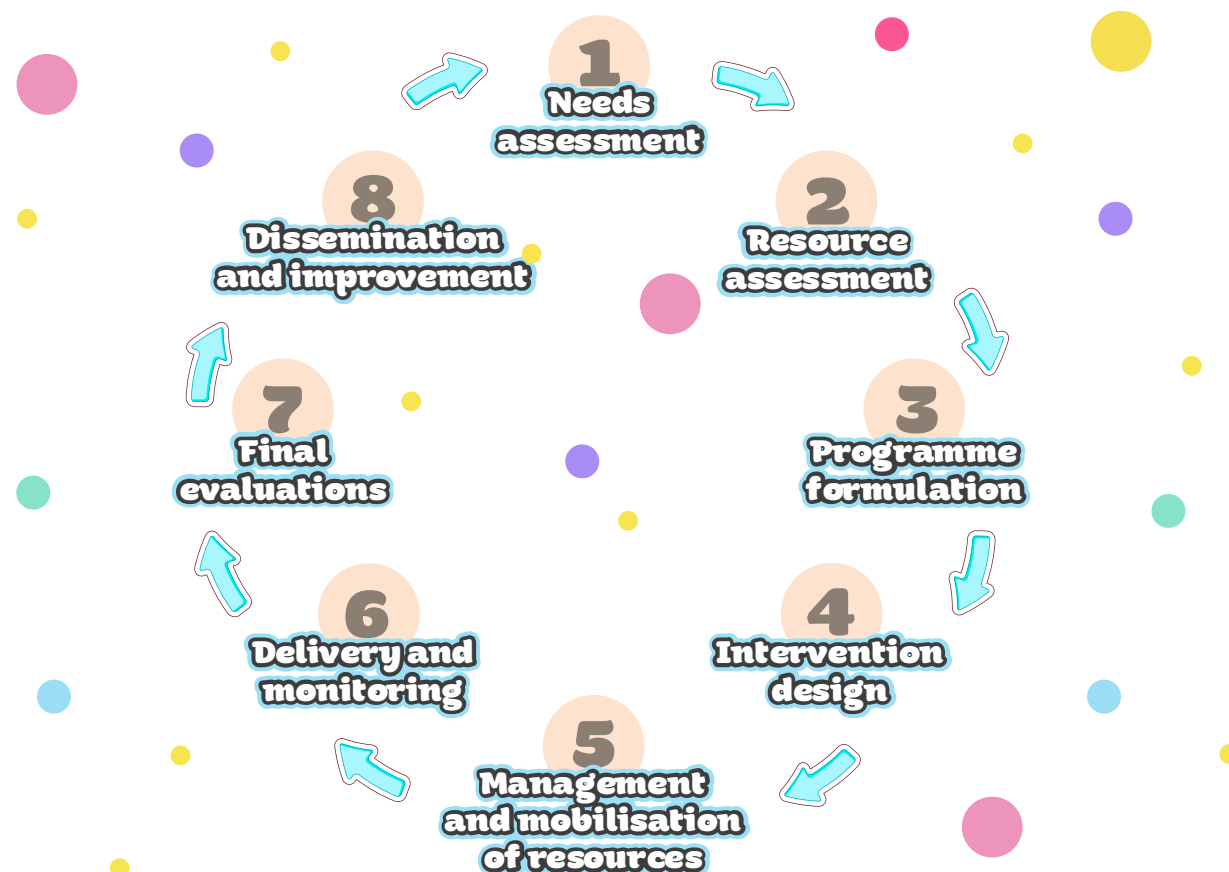 1
Needs
assessment
2
Resource
assessment
3
Programme
formulation
4
Intervention
design
5
Management
and mobilisation
of resources
6
Delivery and
monitoring
7
Final
evaluations
8
Dissemination
and improvement